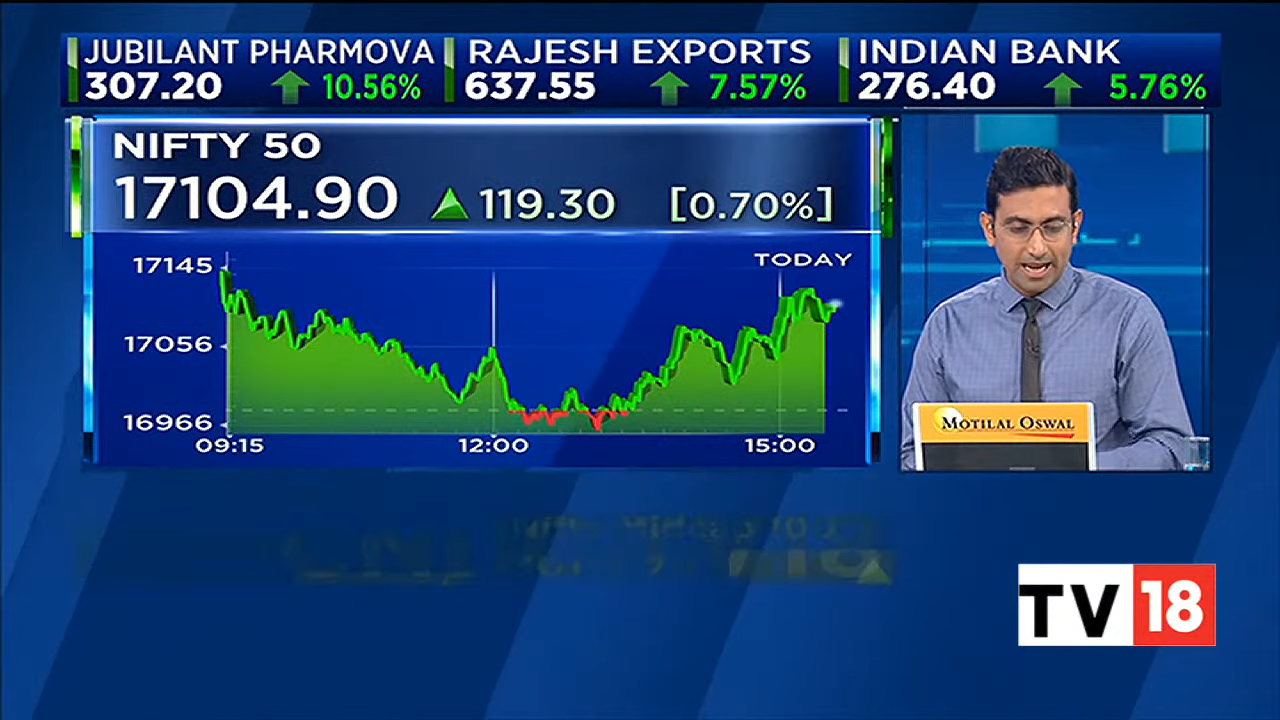 JUBILANT PHARMOVA
307.20 10.56%
RAJESH EXPORTS
637.55 7.57%
INDIAN BANK
276.40 5.76%
NIFTY 50
17104.90 119.30 [0.70%]
TODAY
17145
17056
16966
09:15 12:00 15:00
MOTILAL OSWAL
TV 18